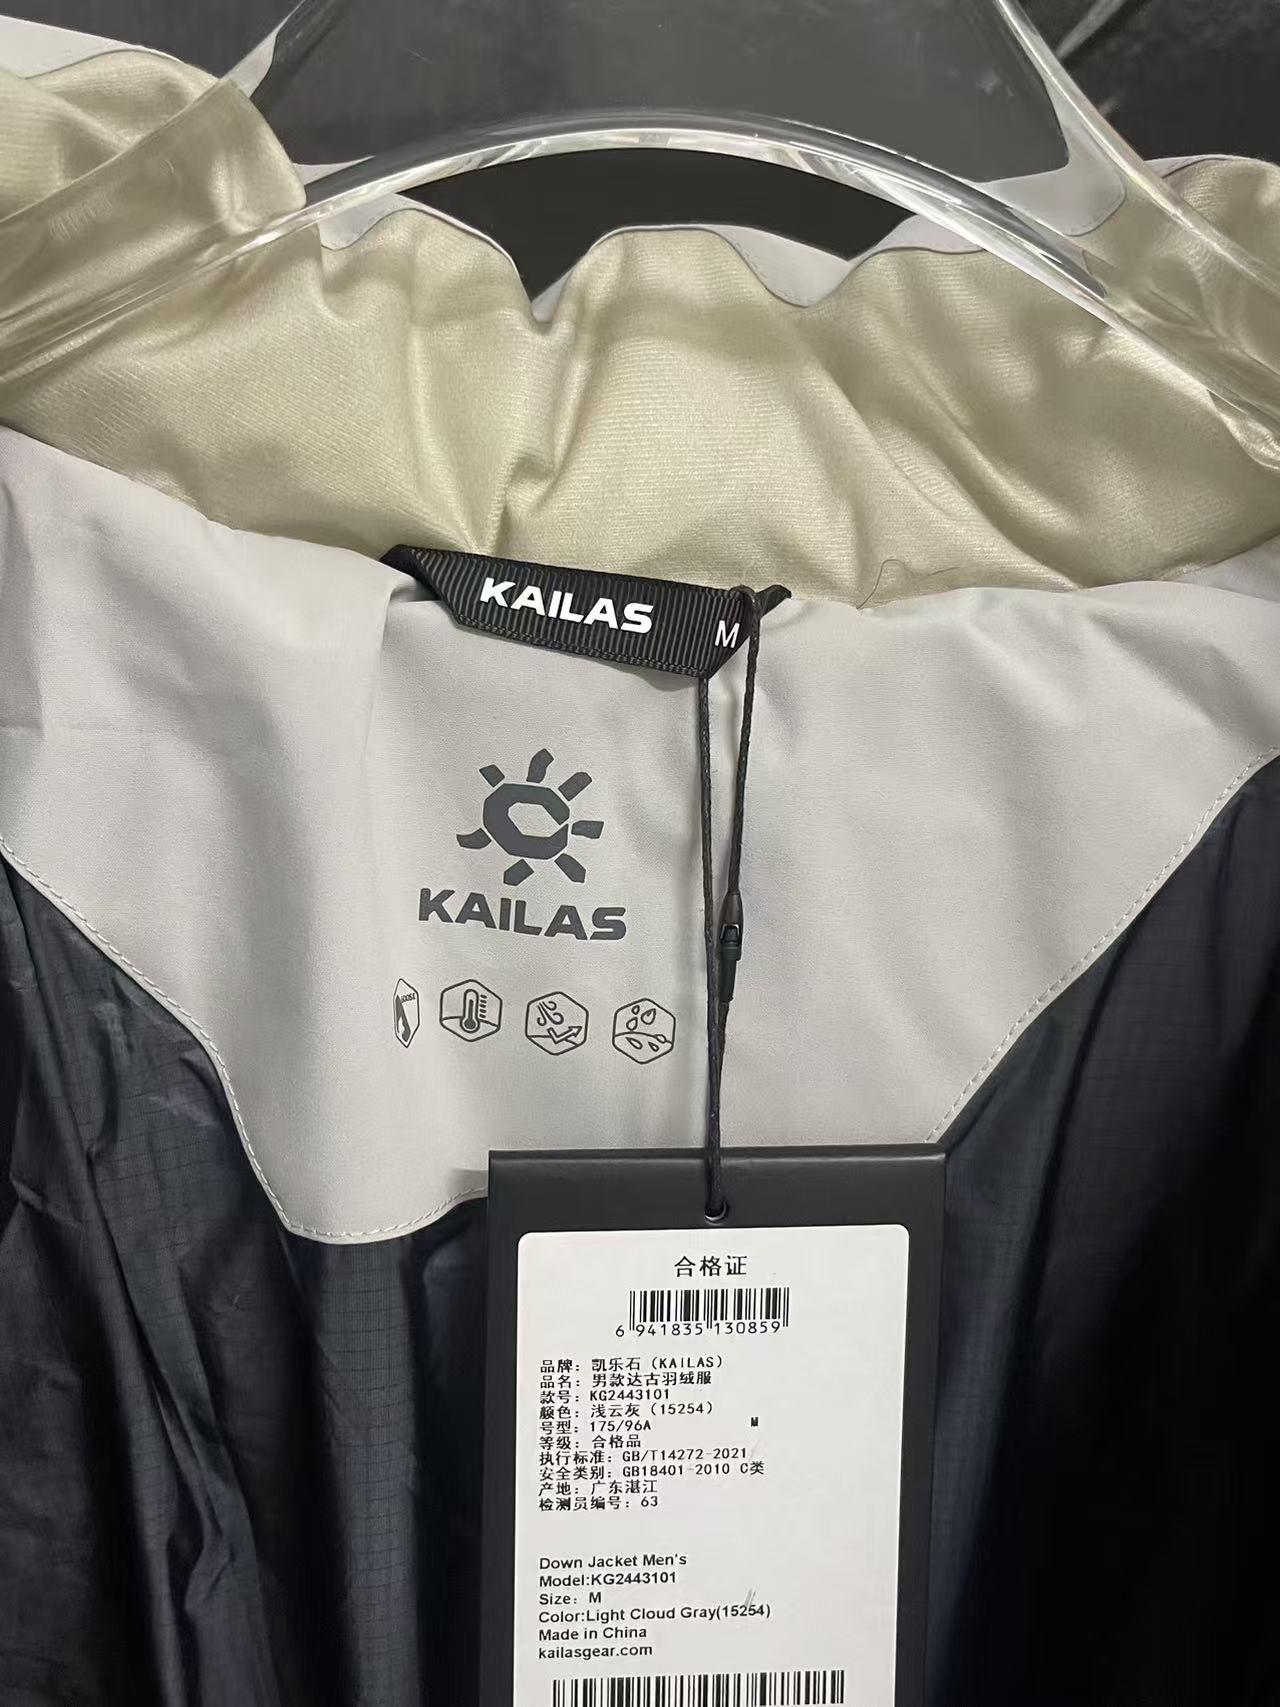 KAILAS M
KAILAS
合格证
6 941835 130859
品牌：凯乐石（KAILAS）
品名：男款达古羽绒服
款号：KG2443101
颜色：浅云灰（15254）
号型：175/96A M
等级：合格品
执行标准：GB/T14272-2021
安全类别：GB18401-2010 C类
产地：广东湛江
检测员编号：63
Down Jacket Men's
Model:KG2443101
Size: M
Color:Light Cloud Gray(15254)
Made in China
kailasgear.com